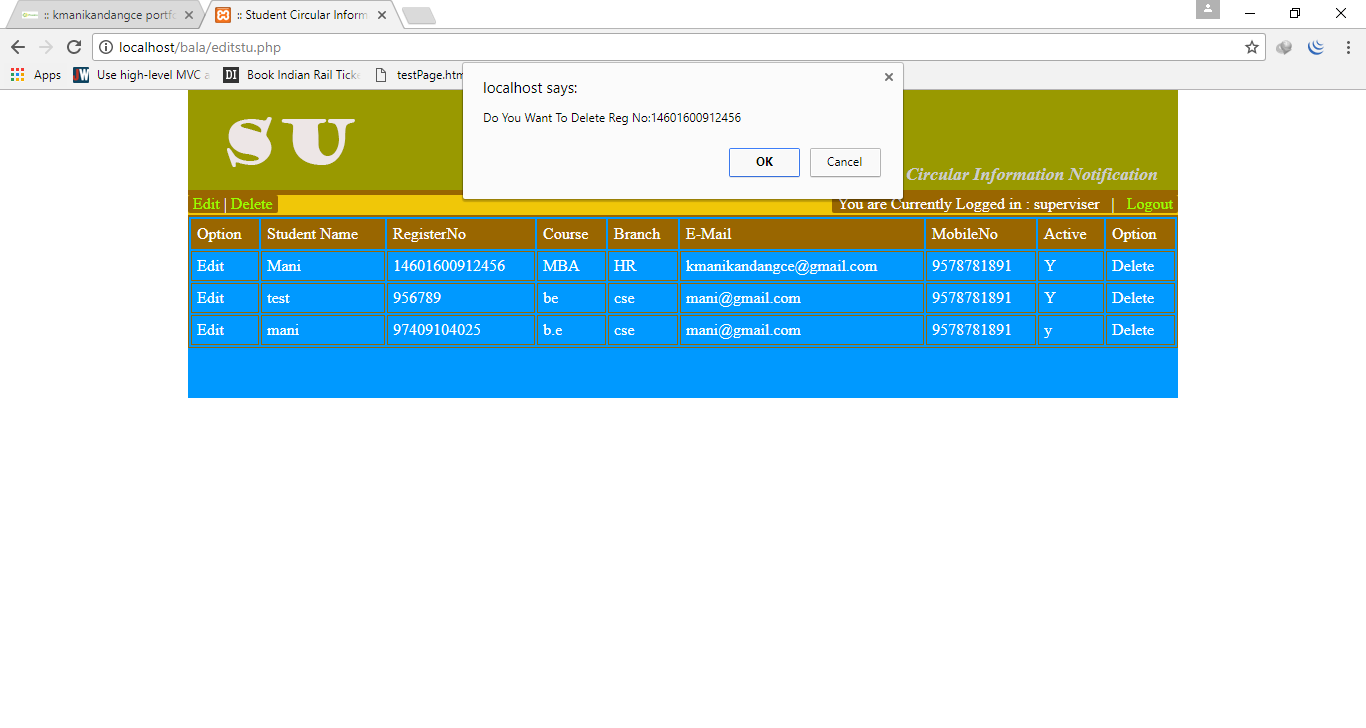 :: kmanikandangce portfo
:: Student Circular Inform
localhost/bala/editstu.php
Apps
JW Use high-level MVC a
DI Book Indian Rail Ticke
testPage.htm
localhost says:
Do You Want To Delete Reg No:14601600912456
OK Cancel
SU
Circular Information Notification
Edit | Delete
You are Currently Logged in : superviser | Logout
Option Student Name RegisterNo Course Branch E-Mail MobileNo Active Option
Edit Mani 14601600912456 MBA HR kmanikandangce@gmail.com 9578781891 Y Delete
Edit test 956789 be cse mani@gmail.com 9578781891 Y Delete
Edit mani 97409104025 b.e cse mani@gmail.com 9578781891 y Delete